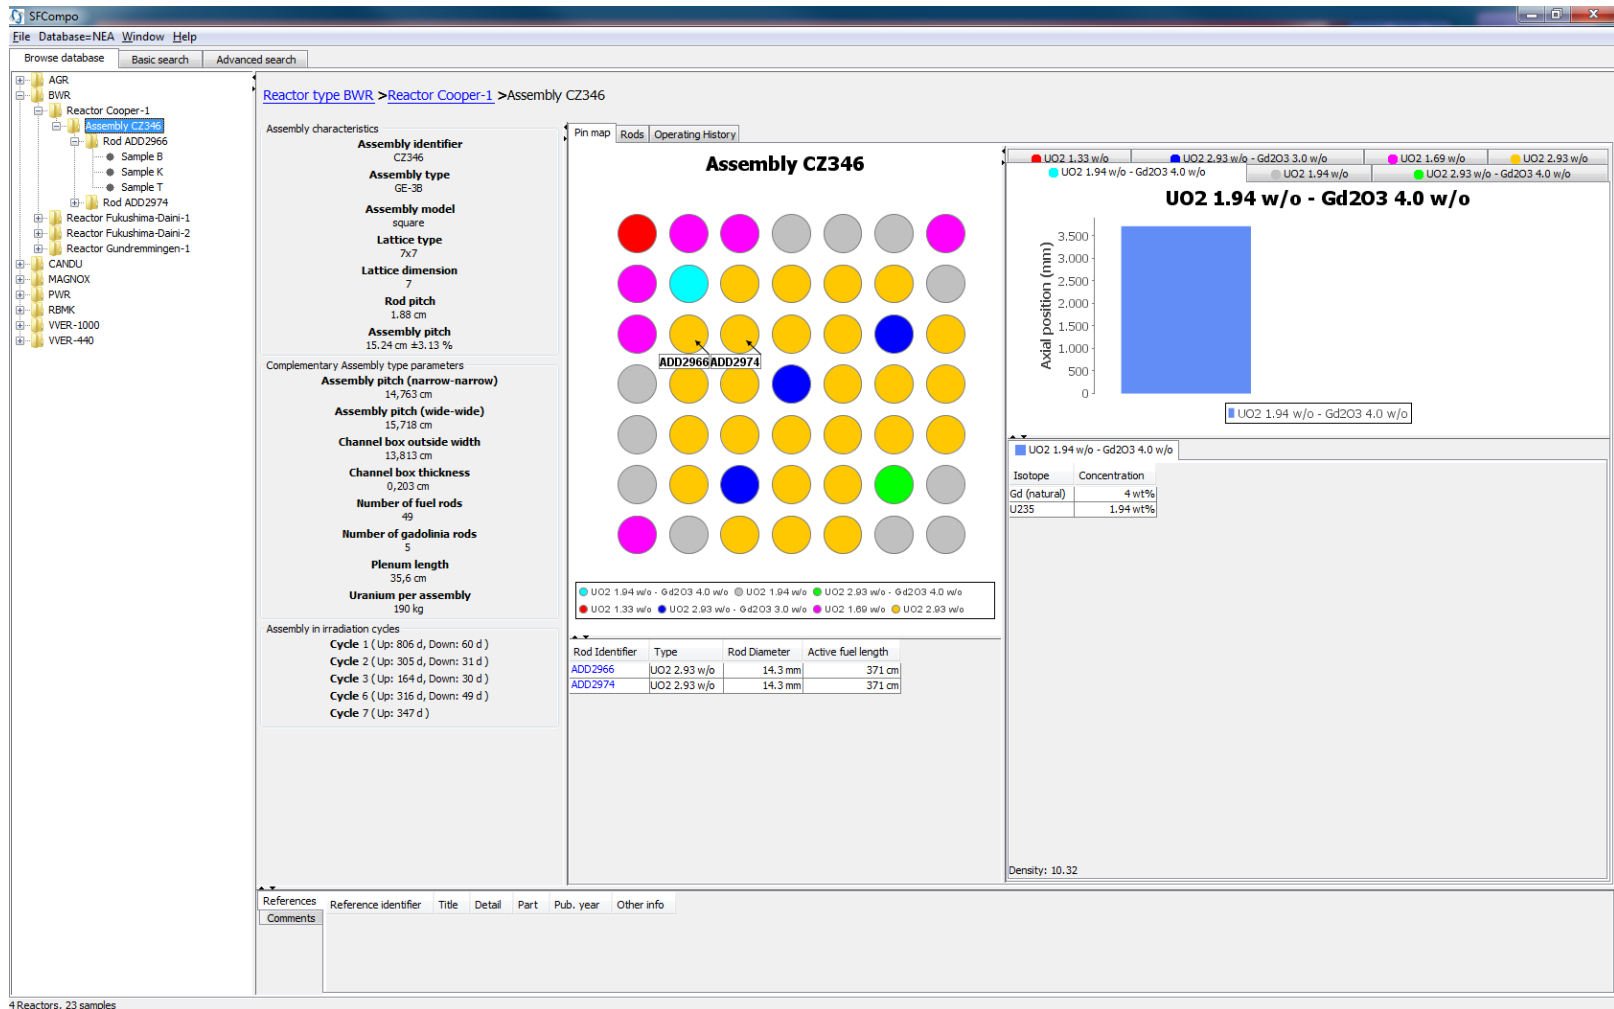 SFCompo
File Database=NEA Window Help
Browse database Basic search Advanced search
AGR
BWR
Reactor Cooper-1
Assembly CZ346
Rod ADD2966
Sample B
Sample K
Sample T
Rod ADD2974
Reactor Fukushima-Daini-1
Reactor Fukushima-Daini-2
Reactor Gundremmingen-1
CANDU
MAGNOX
PWR
RBMK
VVER-1000
VVER-440
Reactor type BWR >Reactor Cooper-1 >Assembly CZ346
Assembly characteristics
Assembly identifier
CZ346
Assembly type
GE-3B
Assembly model
square
Lattice type
7x7
Lattice dimension
7
Rod pitch
1.88 cm
Assembly pitch
15.24 cm ±3.13 %
Complementary Assembly type parameters
Assembly pitch (narrow-narrow)
14,763 cm
Assembly pitch (wide-wide)
15,718 cm
Channel box outside width
13,813 cm
Channel box thickness
0,203 cm
Number of fuel rods
49
Number of gadolinia rods
5
Plenum length
35,6 cm
Uranium per assembly
190 kg
Assembly in irradiation cycles
Cycle 1 ( Up: 806 d, Down: 60 d )
Cycle 2 ( Up: 305 d, Down: 31 d )
Cycle 3 ( Up: 164 d, Down: 30 d )
Cycle 6 ( Up: 316 d, Down: 49 d )
Cycle 7 ( Up: 347 d )
Pin map Rods Operating History
Assembly CZ346
ADD2966 ADD2974
UO2 1.94 w/o - Gd2O3 4.0 w/o UO2 1.94 w/o UO2 2.93 w/o - Gd2O3 4.0 w/o
UO2 1.33 w/o UO2 2.93 w/o - Gd2O3 3.0 w/o UO2 1.69 w/o UO2 2.93 w/o
Rod Identifier Type Rod Diameter Active fuel length
ADD2966 UO2 2.93 w/o 14.3 mm 371 cm
ADD2974 UO2 2.93 w/o 14.3 mm 371 cm
UO2 1.33 w/o UO2 2.93 w/o - Gd2O3 3.0 w/o UO2 1.69 w/o UO2 2.93 w/o
UO2 1.94 w/o - Gd2O3 4.0 w/o UO2 1.94 w/o UO2 2.93 w/o - Gd2O3 4.0 w/o
UO2 1.94 w/o - Gd2O3 4.0 w/o
Axial position (mm)
3.500
3.000
2.500
2.000
1.500
1.000
500
0
UO2 1.94 w/o - Gd2O3 4.0 w/o
UO2 1.94 w/o - Gd2O3 4.0 w/o
Isotope Concentration
Gd (natural) 4 wt%
U235 1.94 wt%
Density: 10.32
References
Comments
Reference identifier Title Detail Part Pub. year Other info
4 Reactors, 23 samples